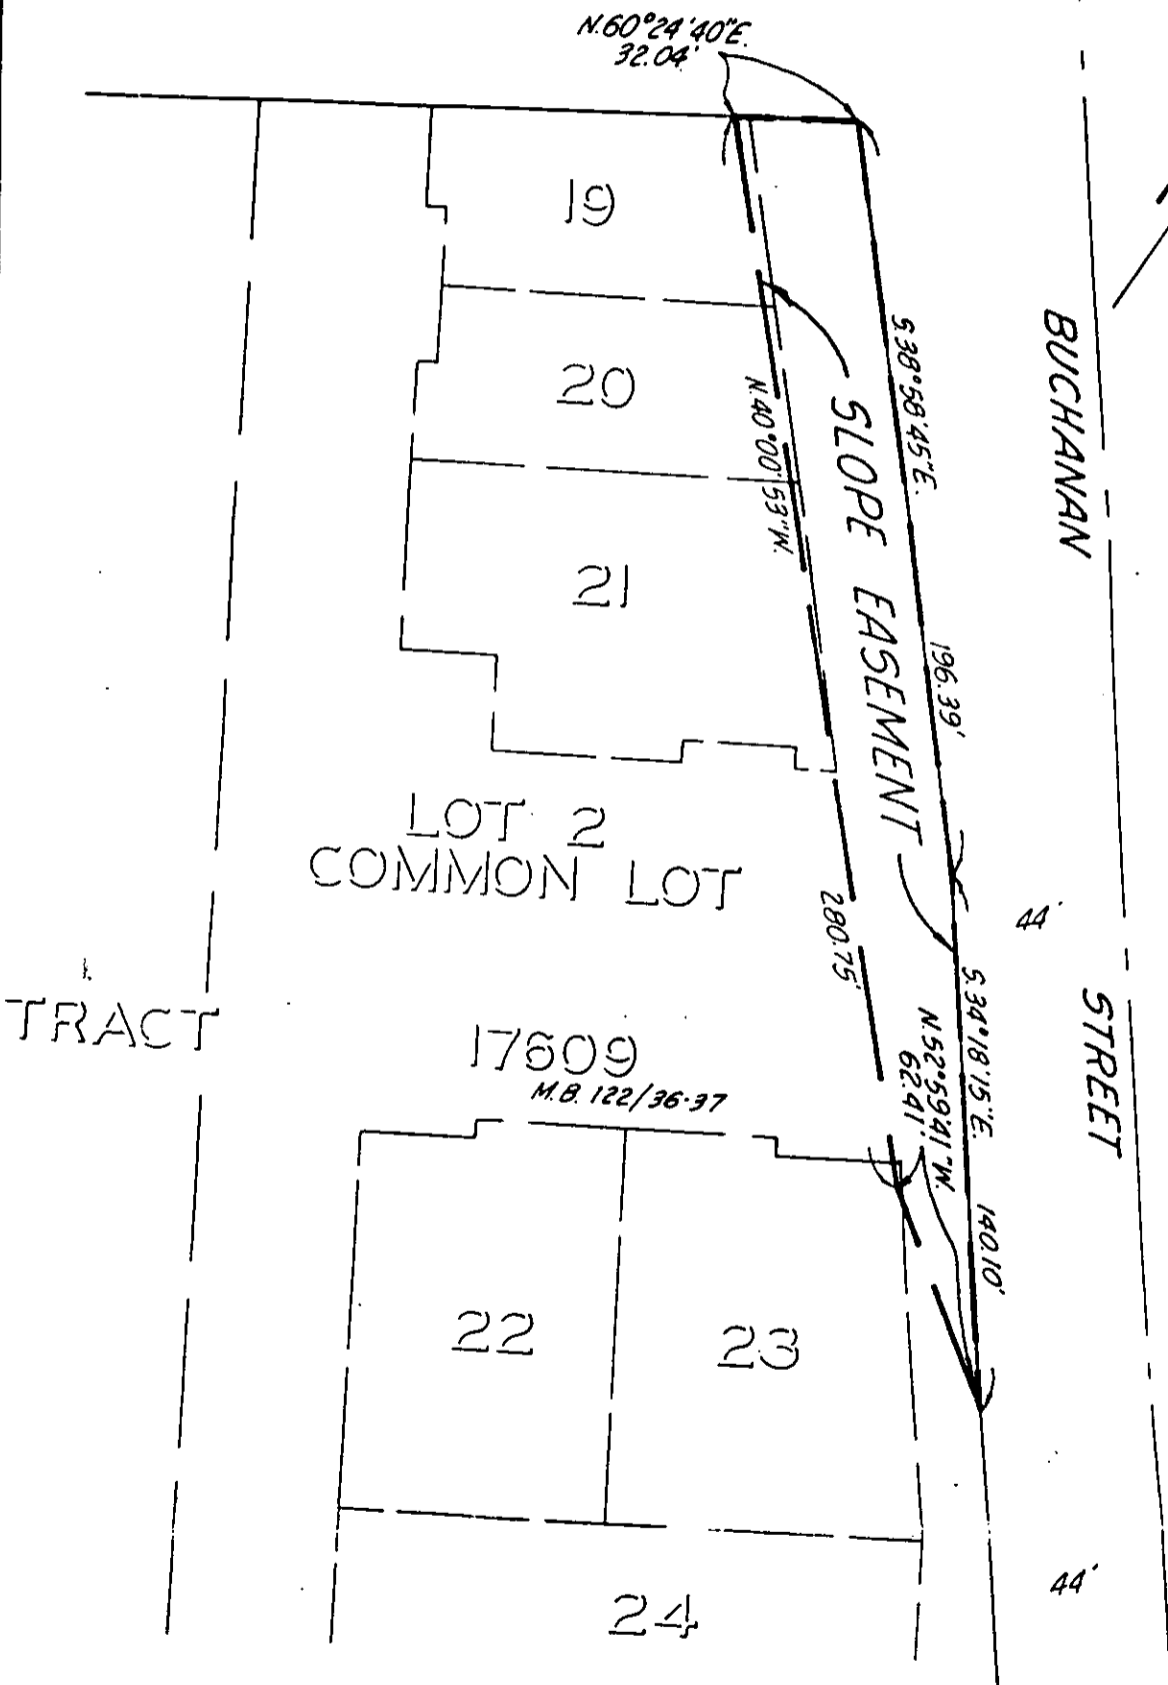 N.60°24'40"E.
32.04'
19
20
21
S.38°58'45"E.
196.39'
N.40°00'53"W.
280.75'
SLOPE EASEMENT
BUCHANAN
STREET
LOT 2
COMMON LOT
44'
TRACT
17609
M.B. 122/36-37
S.34°18'15"E.
140.10'
N.52°59'41"W.
62.41'
22
23
24
44'